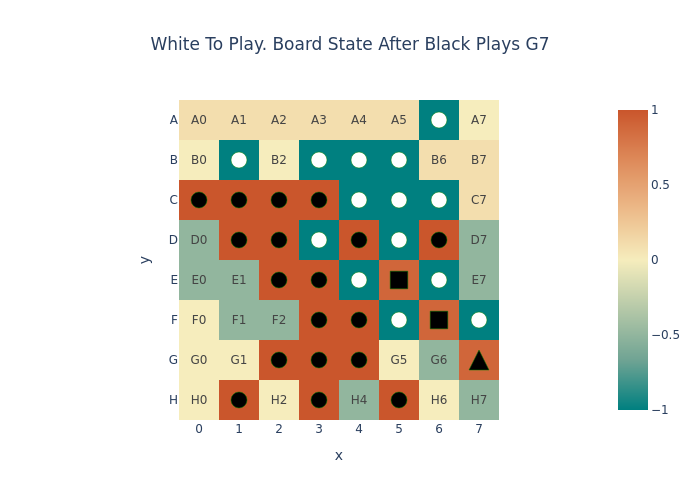 White To Play. Board State After Black Plays G7
A A0 A1 A2 A3 A4 A5 A7
B B0 B2 B6 B7
C C7
D D0 D7
E E0 E1 E7
F F0 F1 F2
G G0 G1 G5 G6
H H0 H2 H4 H6 H7
0 1 2 3 4 5 6 7
x
y
1
0.5
0
−0.5
−1